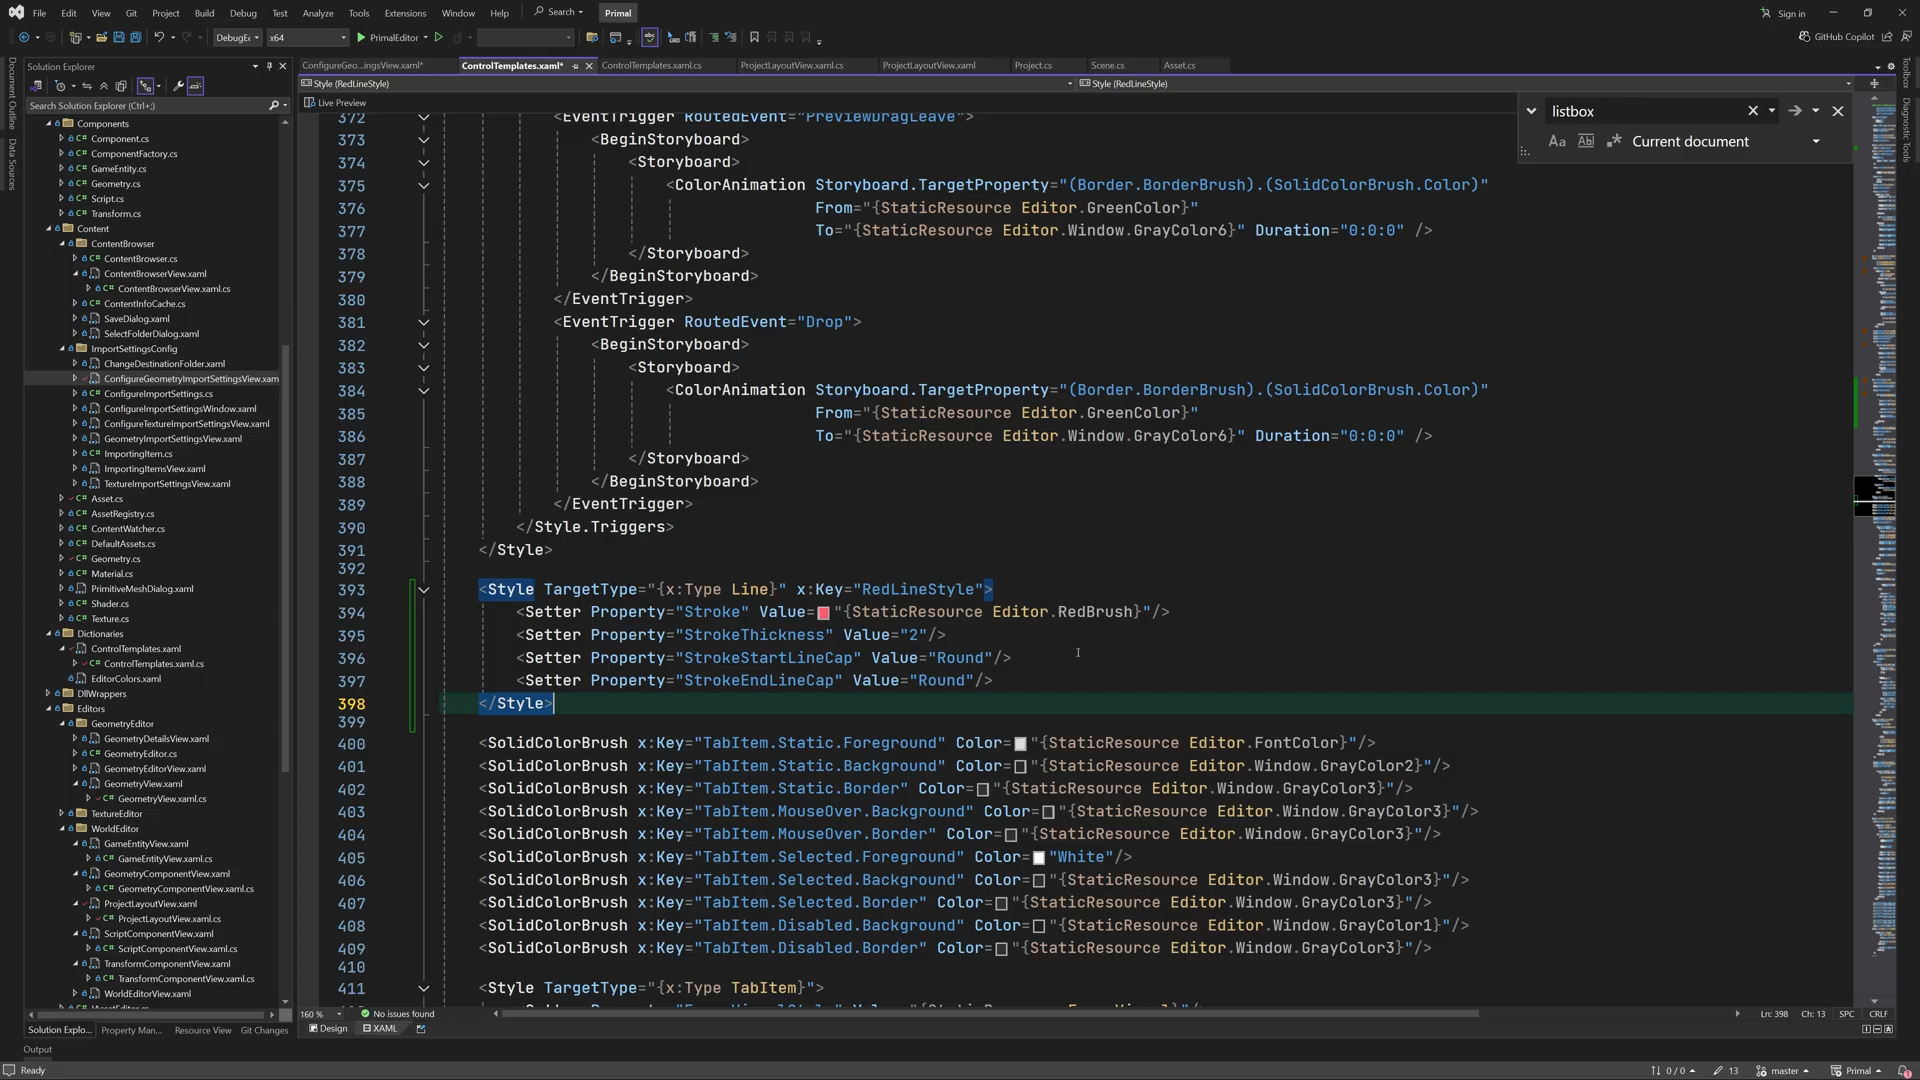 File Edit View Git Project Build Debug Test Analyze Tools Extensions Window Help Search Primal Sign in
DebugEc x64 PrimalEditor GitHub Copilot
Solution Explorer
ConfigureGeo...ingsView.xaml* ControlTemplates.xaml* ControlTemplates.xaml.cs ProjectLayoutView.xaml.cs ProjectLayoutView.xaml Project.cs Scene.cs Asset.cs
Style (RedLineStyle) Style (RedLineStyle)
Live Preview
Search Solution Explorer (Ctrl+;)
listbox
Aa Current document
Document Outline
Data Sources
Toolbox
Diagnostic Tools
Components
Component.cs
ComponentFactory.cs
GameEntity.cs
Geometry.cs
Script.cs
Transform.cs
Content
ContentBrowser
ContentBrowser.cs
ContentBrowserView.xaml
ContentBrowserView.xaml.cs
ContentInfoCache.cs
SaveDialog.xaml
SelectFolderDialog.xaml
ImportSettingsConfig
ChangeDestinationFolder.xaml
ConfigureGeometryImportSettingsView.xam
ConfigureImportSettings.cs
ConfigureImportSettingsWindow.xaml
ConfigureTextureImportSettingsView.xaml
GeometryImportSettingsView.xaml
ImportingItem.cs
ImportingItemsView.xaml
TextureImportSettingsView.xaml
Asset.cs
AssetRegistry.cs
ContentWatcher.cs
DefaultAssets.cs
Geometry.cs
Material.cs
PrimitiveMeshDialog.xaml
Shader.cs
Texture.cs
Dictionaries
ControlTemplates.xaml
ControlTemplates.xaml.cs
EditorColors.xaml
DllWrappers
Editors
GeometryEditor
GeometryDetailsView.xaml
GeometryEditor.cs
GeometryEditorView.xaml
GeometryView.xaml
GeometryView.xaml.cs
TextureEditor
WorldEditor
GameEntityView.xaml
GameEntityView.xaml.cs
GeometryComponentView.xaml
GeometryComponentView.xaml.cs
ProjectLayoutView.xaml
ProjectLayoutView.xaml.cs
ScriptComponentView.xaml
ScriptComponentView.xaml.cs
TransformComponentView.xaml
TransformComponentView.xaml.cs
WorldEditorView.xaml
372 <EventTrigger RoutedEvent="PreviewDragLeave">
373 <BeginStoryboard>
374 <Storyboard>
375 <ColorAnimation Storyboard.TargetProperty="(Border.BorderBrush).(SolidColorBrush.Color)"
376 From="{StaticResource Editor.GreenColor}"
377 To="{StaticResource Editor.Window.GrayColor6}" Duration="0:0:0" />
378 </Storyboard>
379 </BeginStoryboard>
380 </EventTrigger>
381 <EventTrigger RoutedEvent="Drop">
382 <BeginStoryboard>
383 <Storyboard>
384 <ColorAnimation Storyboard.TargetProperty="(Border.BorderBrush).(SolidColorBrush.Color)"
385 From="{StaticResource Editor.GreenColor}"
386 To="{StaticResource Editor.Window.GrayColor6}" Duration="0:0:0" />
387 </Storyboard>
388 </BeginStoryboard>
389 </EventTrigger>
390 </Style.Triggers>
391 </Style>
392
393 <Style TargetType="{x:Type Line}" x:Key="RedLineStyle">
394 <Setter Property="Stroke" Value="{StaticResource Editor.RedBrush}"/>
395 <Setter Property="StrokeThickness" Value="2"/>
396 <Setter Property="StrokeStartLineCap" Value="Round"/>
397 <Setter Property="StrokeEndLineCap" Value="Round"/>
398 </Style>
399
400 <SolidColorBrush x:Key="TabItem.Static.Foreground" Color="{StaticResource Editor.FontColor}"/>
401 <SolidColorBrush x:Key="TabItem.Static.Background" Color="{StaticResource Editor.Window.GrayColor2}"/>
402 <SolidColorBrush x:Key="TabItem.Static.Border" Color="{StaticResource Editor.Window.GrayColor3}"/>
403 <SolidColorBrush x:Key="TabItem.MouseOver.Background" Color="{StaticResource Editor.Window.GrayColor3}"/>
404 <SolidColorBrush x:Key="TabItem.MouseOver.Border" Color="{StaticResource Editor.Window.GrayColor3}"/>
405 <SolidColorBrush x:Key="TabItem.Selected.Foreground" Color="White"/>
406 <SolidColorBrush x:Key="TabItem.Selected.Background" Color="{StaticResource Editor.Window.GrayColor3}"/>
407 <SolidColorBrush x:Key="TabItem.Selected.Border" Color="{StaticResource Editor.Window.GrayColor3}"/>
408 <SolidColorBrush x:Key="TabItem.Disabled.Background" Color="{StaticResource Editor.Window.GrayColor1}"/>
409 <SolidColorBrush x:Key="TabItem.Disabled.Border" Color="{StaticResource Editor.Window.GrayColor3}"/>
410
411 <Style TargetType="{x:Type TabItem}">
160 % No issues found Ln: 398 Ch: 13 SPC CRLF
Solution Explo... Property Man... Resource View Git Changes
Design XAML
Output
Ready 0 / 0 13 master Primal